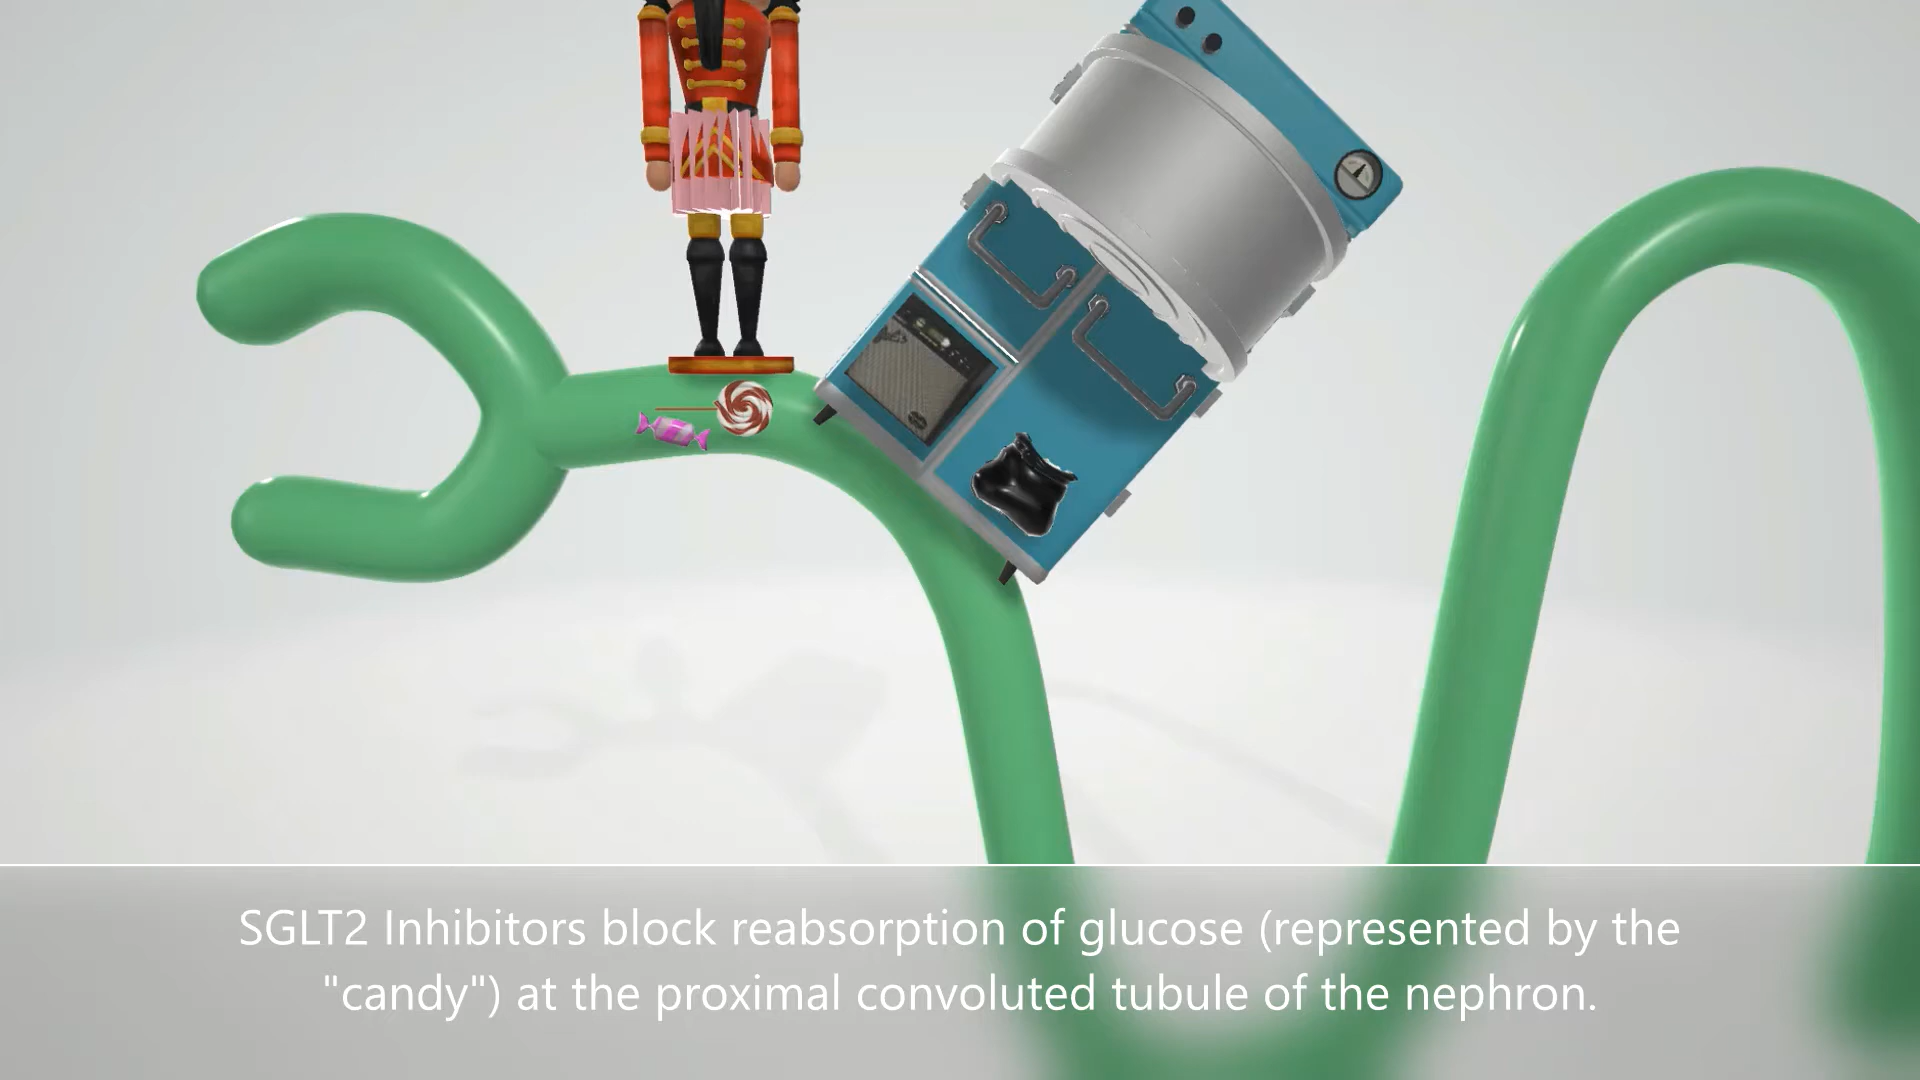 SGLT2 Inhibitors block reabsorption of glucose (represented by the
"candy") at the proximal convoluted tubule of the nephron.